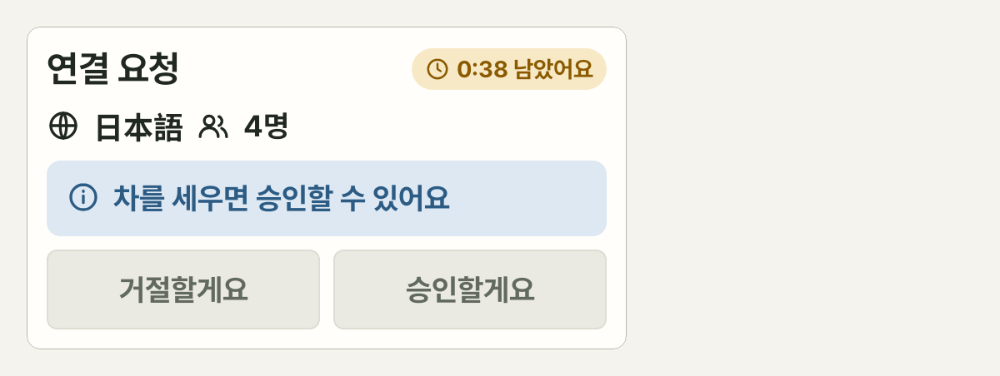 연결 요청
0:38 남았어요
日本語 4명
차를 세우면 승인할 수 있어요
거절할게요
승인할게요